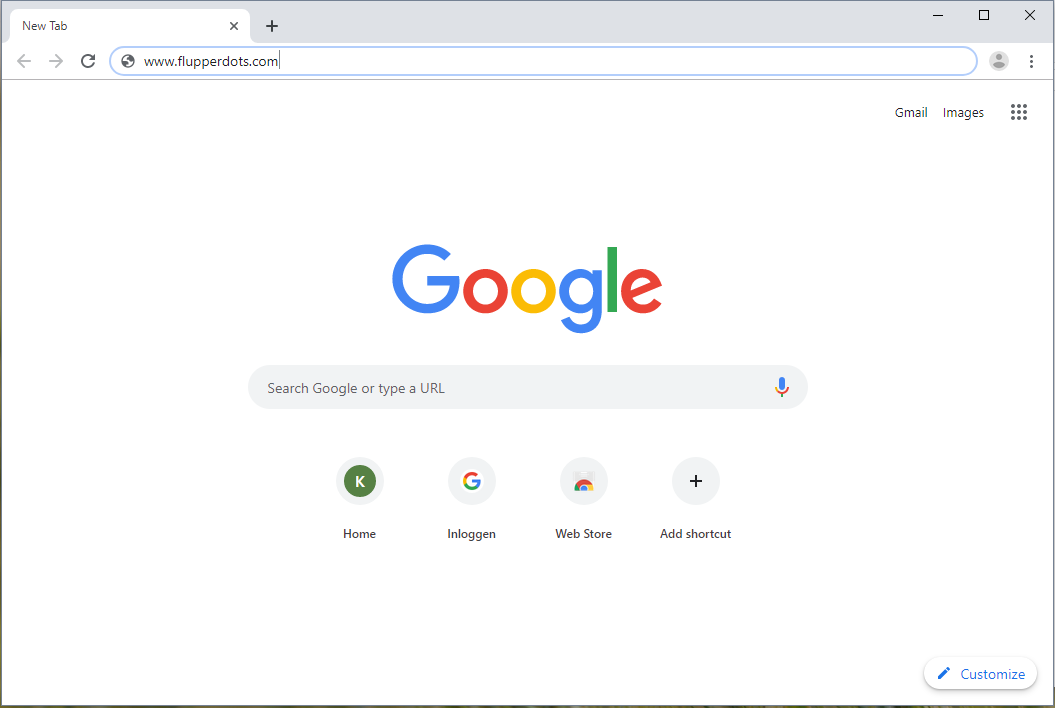 New Tab
www.flupperdots.com
Gmail Images
Google
Search Google or type a URL
K
Home Inloggen Web Store Add shortcut
Customize